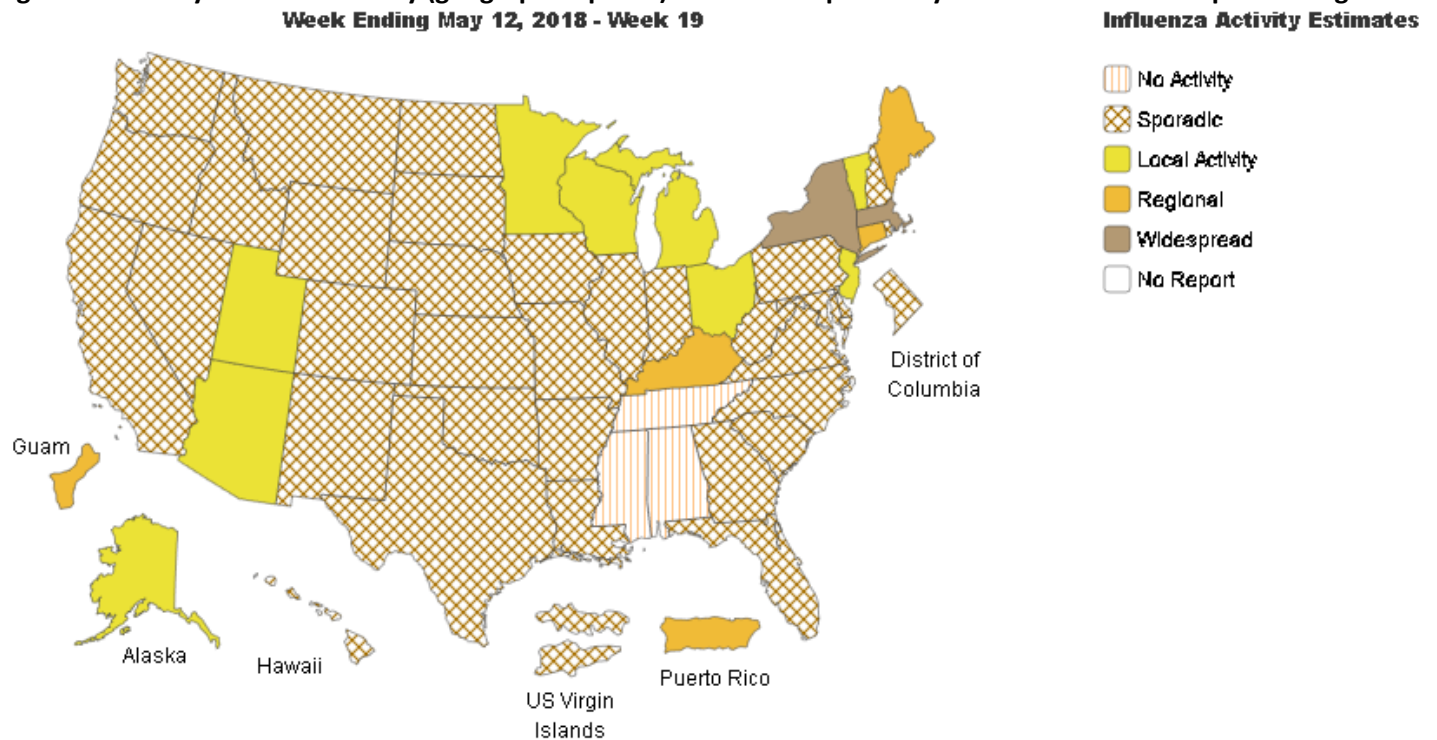 Week Ending May 12, 2018 - Week 19
Influenza Activity Estimates
No Activity
Sporadic
Local Activity
Regional
Widespread
No Report
District of
Columbia
Guam
Alaska
Hawaii
US Virgin
Islands
Puerto Rico